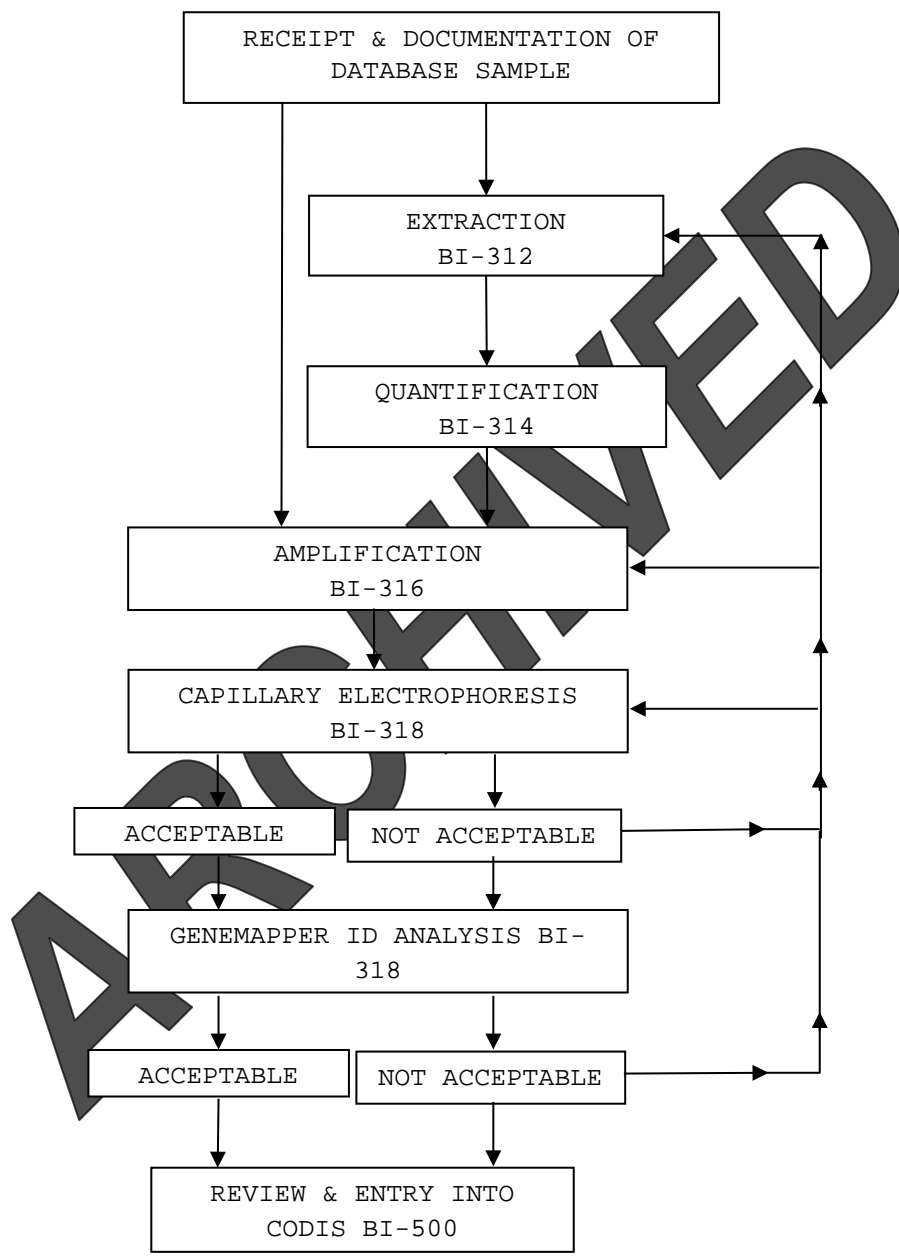 RECEIPT & DOCUMENTATION OF
DATABASE SAMPLE
EXTRACTION
BI-312
QUANTIFICATION
BI-314
AMPLIFICATION
BI-316
CAPILLARY ELECTROPHORESIS
BI-318
ACCEPTABLE
NOT ACCEPTABLE
GENEMAPPER ID ANALYSIS BI-
318
ACCEPTABLE
NOT ACCEPTABLE
REVIEW & ENTRY INTO
CODIS BI-500
ARCHIVED